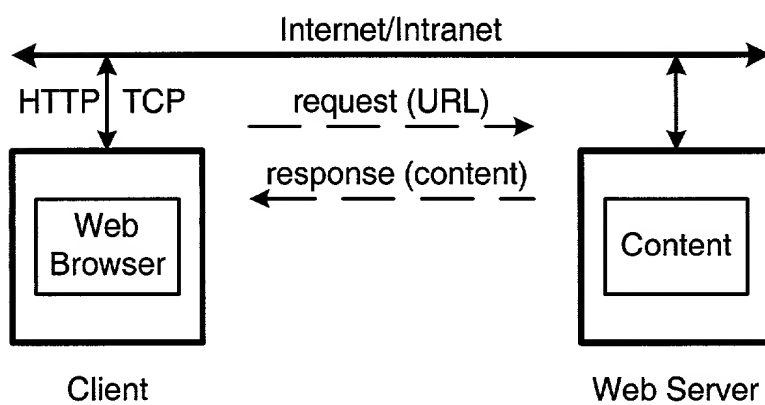 Internet/Intranet
HTTP TCP
request (URL)
response (content)
Web
Browser
Content
Client
Web Server